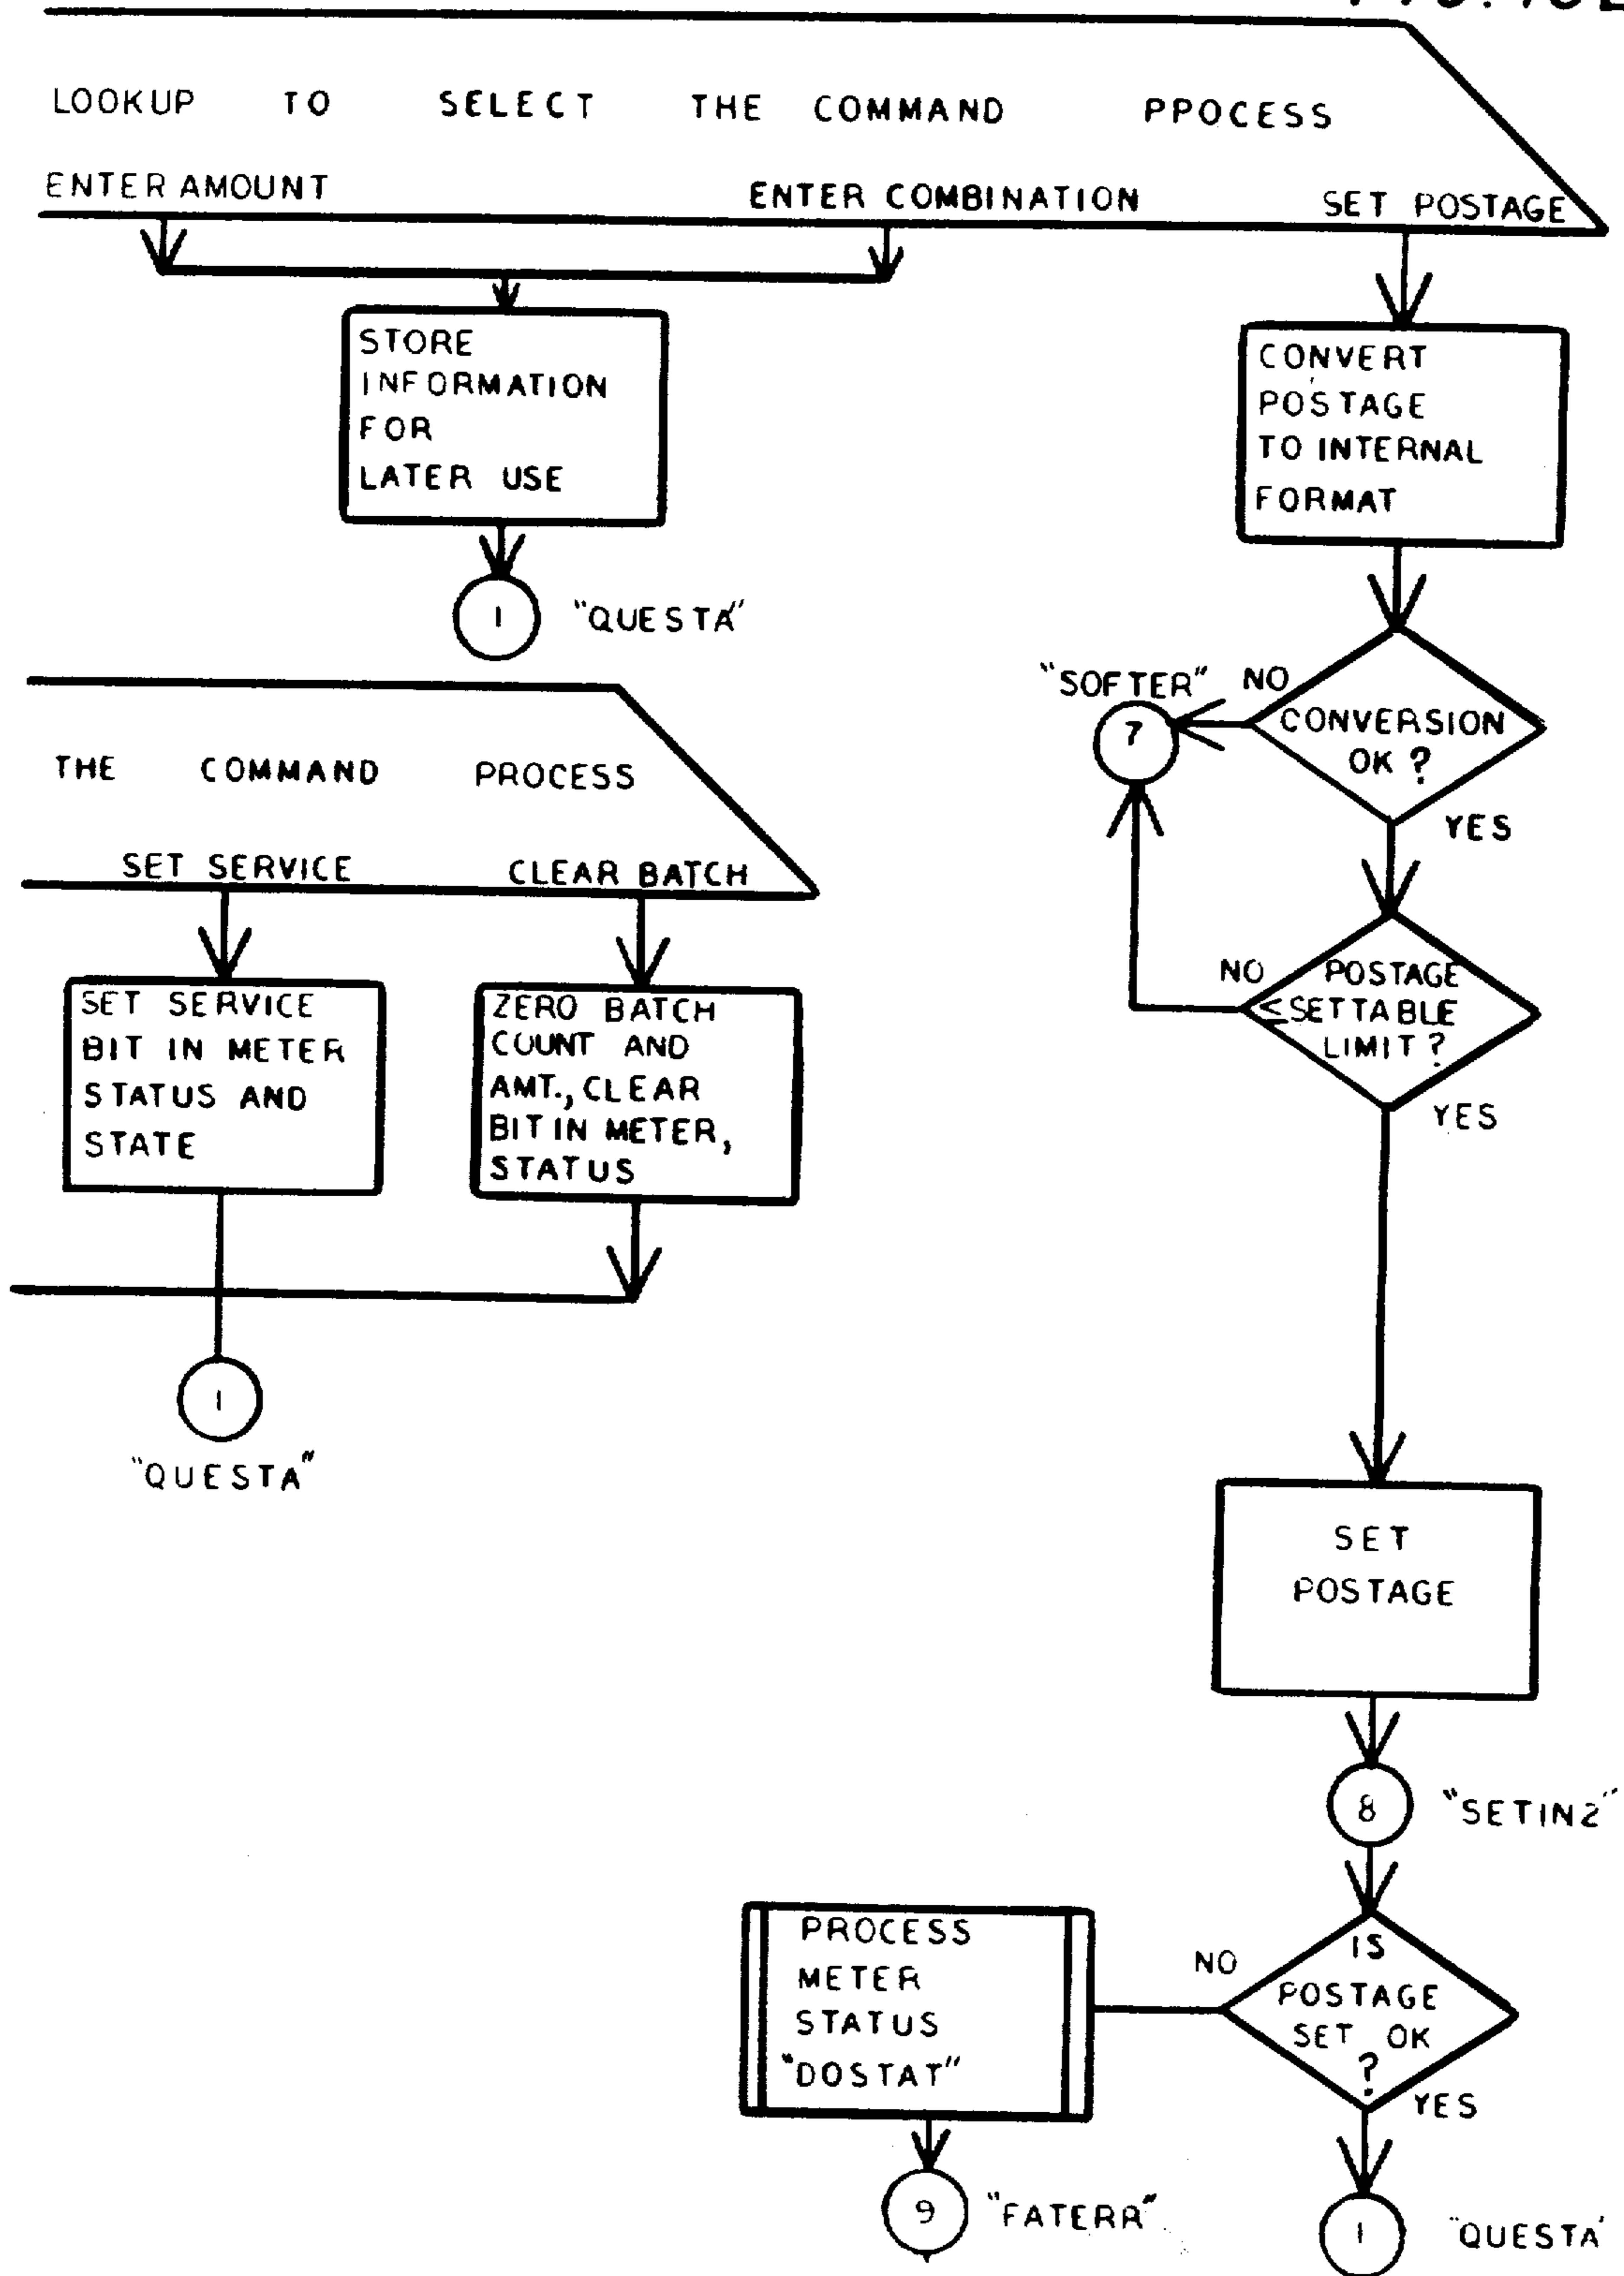 LOOKUP TO SELECT THE COMMAND PPOCESS
ENTER AMOUNT ENTER COMBINATION SET POSTAGE
STORE
INFORMATION
FOR
LATER USE
1 "QUESTA"
CONVERT
POSTAGE
TO INTERNAL
FORMAT
"SOFTER" NO
7
CONVERSION
OK ?
YES
THE COMMAND PROCESS
SET SERVICE CLEAR BATCH
SET SERVICE
BIT IN METER
STATUS AND
STATE
ZERO BATCH
COUNT AND
AMT., CLEAR
BIT IN METER,
STATUS
NO
POSTAGE
≤SETTABLE
LIMIT ?
YES
1
"QUESTA"
SET
POSTAGE
8 "SETIN2"
PROCESS
METER
STATUS
"DOSTAT"
NO
IS
POSTAGE
SET OK
?
YES
9 "FATERR"
1 "QUESTA'